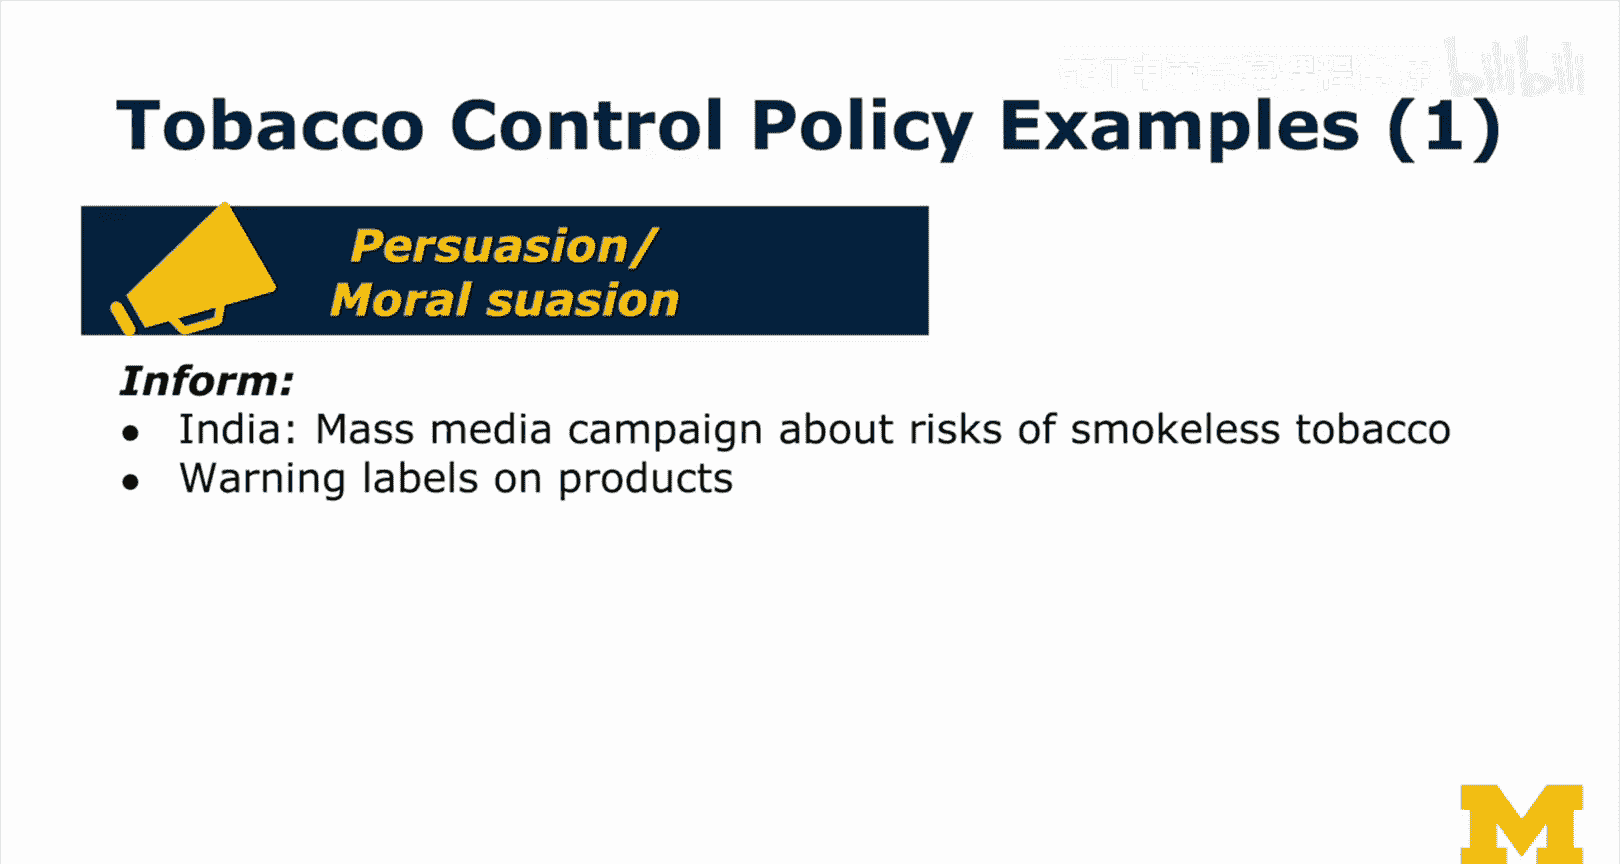 bilibili
Tobacco Control Policy Examples (1)
Persuasion/
Moral suasion
Inform:
● India: Mass media campaign about risks of smokeless tobacco
● Warning labels on products
M